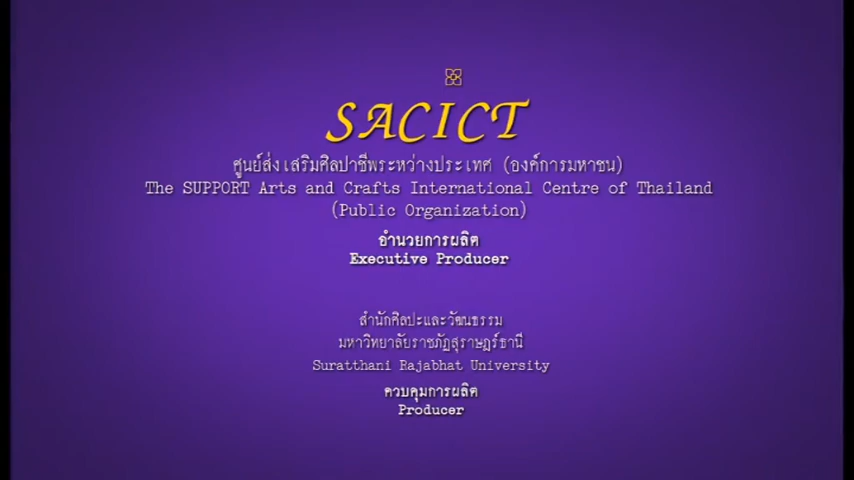 SACICT
ศูนย์ส่งเสริมศิลปาชีพระหว่างประเทศ (องค์การมหาชน)
The SUPPORT Arts and Crafts International Centre of Thailand
(Public Organization)
อำนวยการผลิต
Executive Producer
สำนักศิลปะและวัฒนธรรม
มหาวิทยาลัยราชภัฏสุราษฎร์ธานี
Suratthani Rajabhat University
ควบคุมการผลิต
Producer